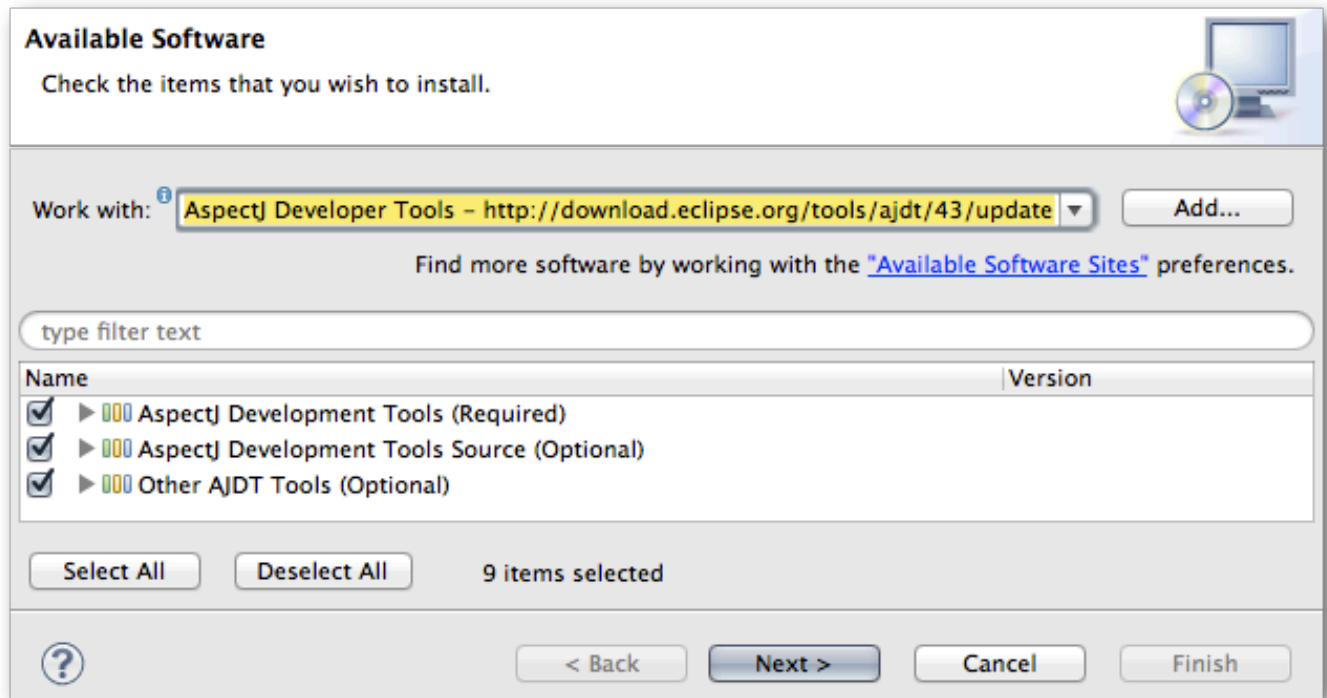 Available Software
Check the items that you wish to install.
Work with: AspectJ Developer Tools – http://download.eclipse.org/tools/ajdt/43/update Add...
Find more software by working with the "Available Software Sites" preferences.
type filter text
Name Version
AspectJ Development Tools (Required)
AspectJ Development Tools Source (Optional)
Other AJDT Tools (Optional)
Select All Deselect All 9 items selected
? < Back Next > Cancel Finish